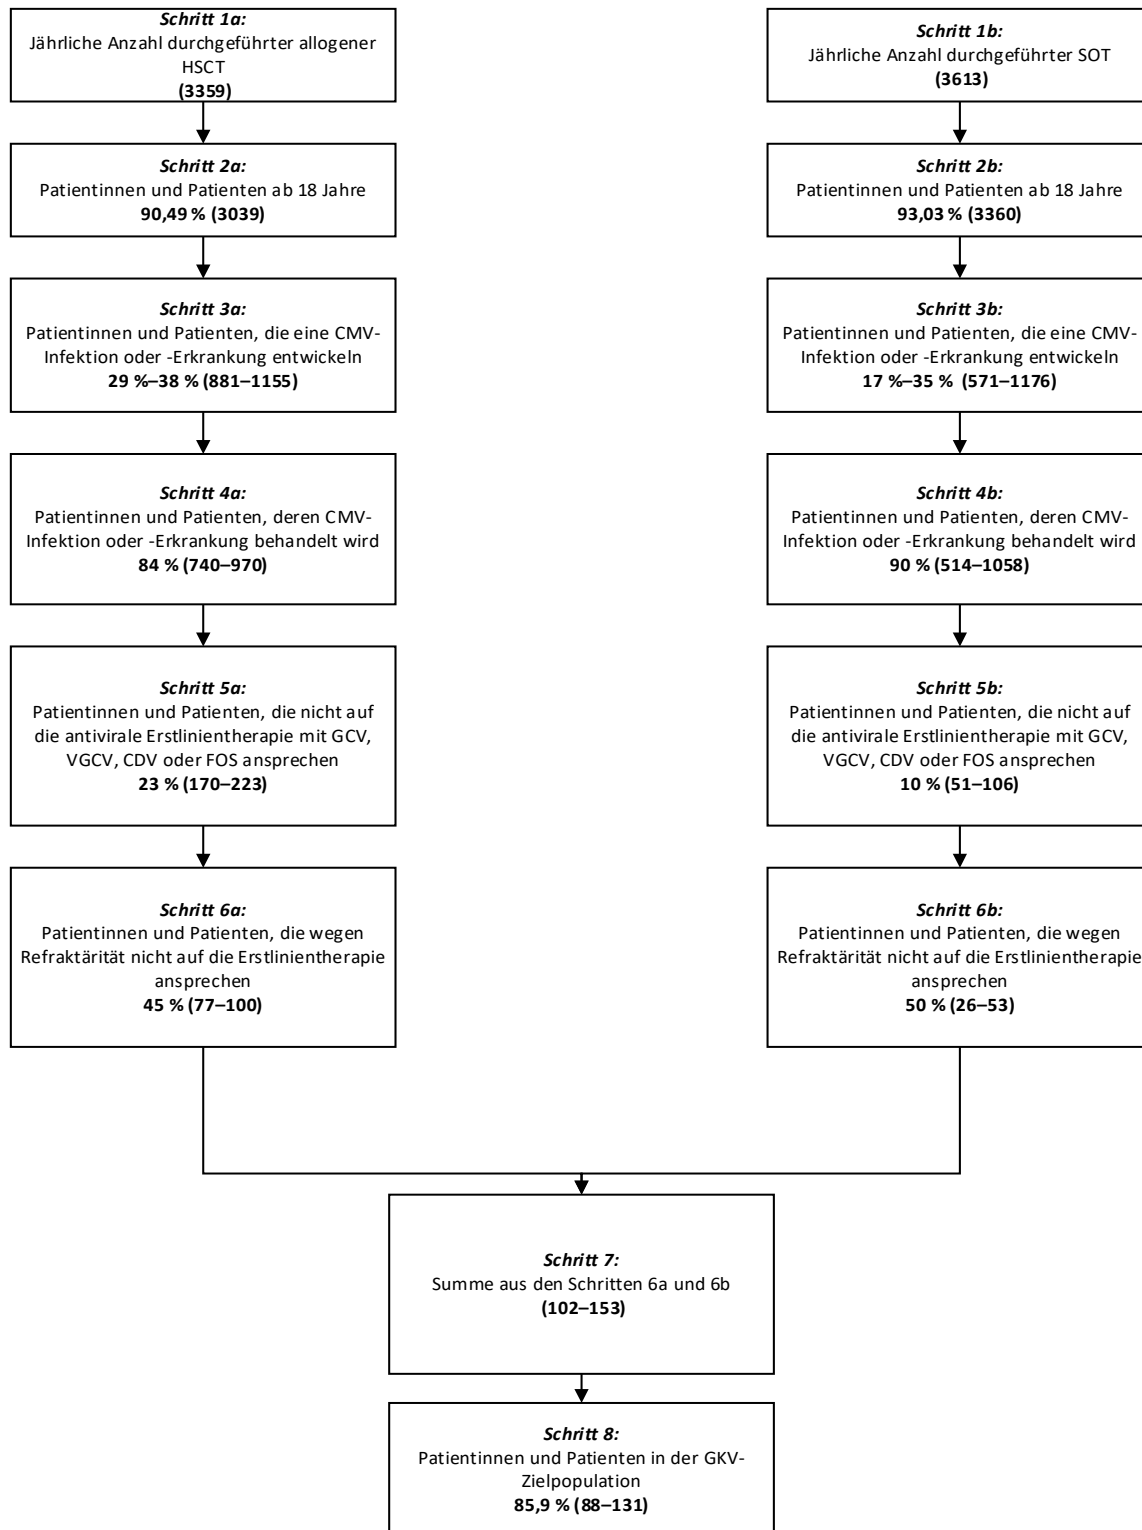 Schritt 1a:
Jährliche Anzahl durchgeführter allogener
HSCT
(3359)
Schritt 2a:
Patientinnen und Patienten ab 18 Jahre
90,49 % (3039)
Schritt 3a:
Patientinnen und Patienten, die eine CMV-
Infektion oder -Erkrankung entwickeln
29 %–38 % (881–1155)
Schritt 4a:
Patientinnen und Patienten, deren CMV-
Infektion oder -Erkrankung behandelt wird
84 % (740–970)
Schritt 5a:
Patientinnen und Patienten, die nicht auf
die antivirale Erstlinientherapie mit GCV,
VGCV, CDV oder FOS ansprechen
23 % (170–223)
Schritt 6a:
Patientinnen und Patienten, die wegen
Refraktärität nicht auf die Erstlinientherapie
ansprechen
45 % (77–100)
Schritt 1b:
Jährliche Anzahl durchgeführter SOT
(3613)
Schritt 2b:
Patientinnen und Patienten ab 18 Jahre
93,03 % (3360)
Schritt 3b:
Patientinnen und Patienten, die eine CMV-
Infektion oder -Erkrankung entwickeln
17 %–35 % (571–1176)
Schritt 4b:
Patientinnen und Patienten, deren CMV-
Infektion oder -Erkrankung behandelt wird
90 % (514–1058)
Schritt 5b:
Patientinnen und Patienten, die nicht auf
die antivirale Erstlinientherapie mit GCV,
VGCV, CDV oder FOS ansprechen
10 % (51–106)
Schritt 6b:
Patientinnen und Patienten, die wegen
Refraktärität nicht auf die Erstlinientherapie
ansprechen
50 % (26–53)
Schritt 7:
Summe aus den Schritten 6a und 6b
(102–153)
Schritt 8:
Patientinnen und Patienten in der GKV-
Zielpopulation
85,9 % (88–131)